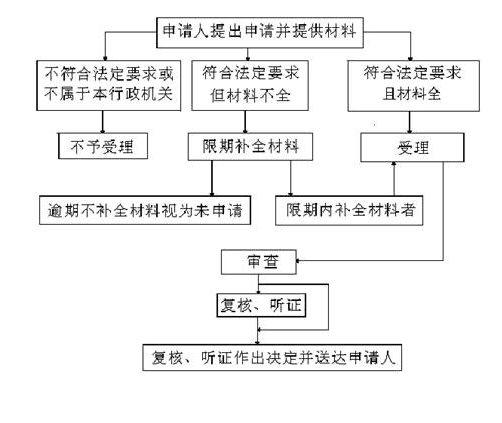 申请人提出申请并提供材料
不符合法定要求或
不属于本行政机关
符合法定要求
但材料不全
符合法定要求
且材料全
不予受理
限期补全材料
受理
逾期不补全材料视为未申请
限期内补全材料者
审查
复核、听证
复核、听证作出决定并送达申请人